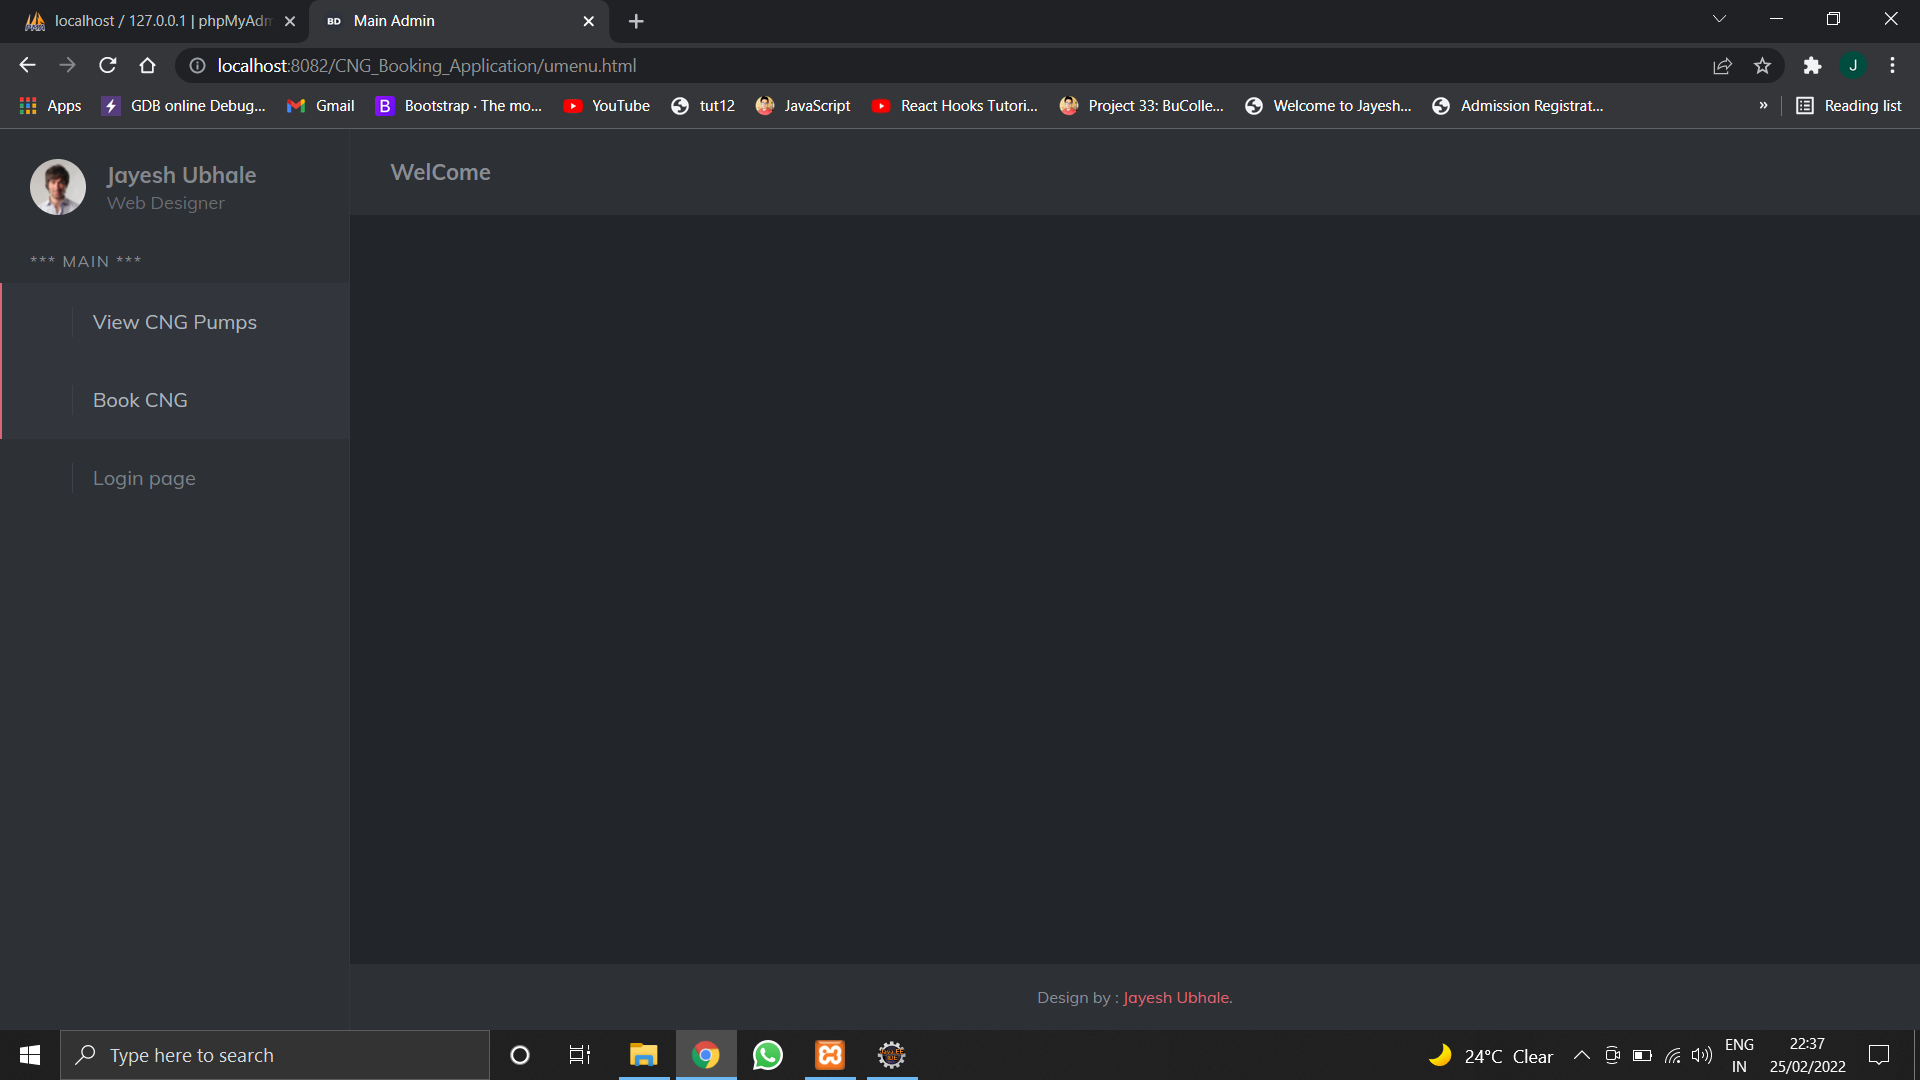 localhost / 127.0.0.1 | phpMyAdm
BD Main Admin
localhost:8082/CNG_Booking_Application/umenu.html
J
Apps
GDB online Debug...
Gmail
B Bootstrap · The mo...
YouTube
tut12
JavaScript
React Hooks Tutori...
Project 33: BuColle...
Welcome to Jayesh...
Admission Registrat...
»
Reading list
Jayesh Ubhale
Web Designer
WelCome
*** MAIN ***
View CNG Pumps
Book CNG
Login page
Design by : Jayesh Ubhale.
Type here to search
24°C Clear
ENG
IN
22:37
25/02/2022